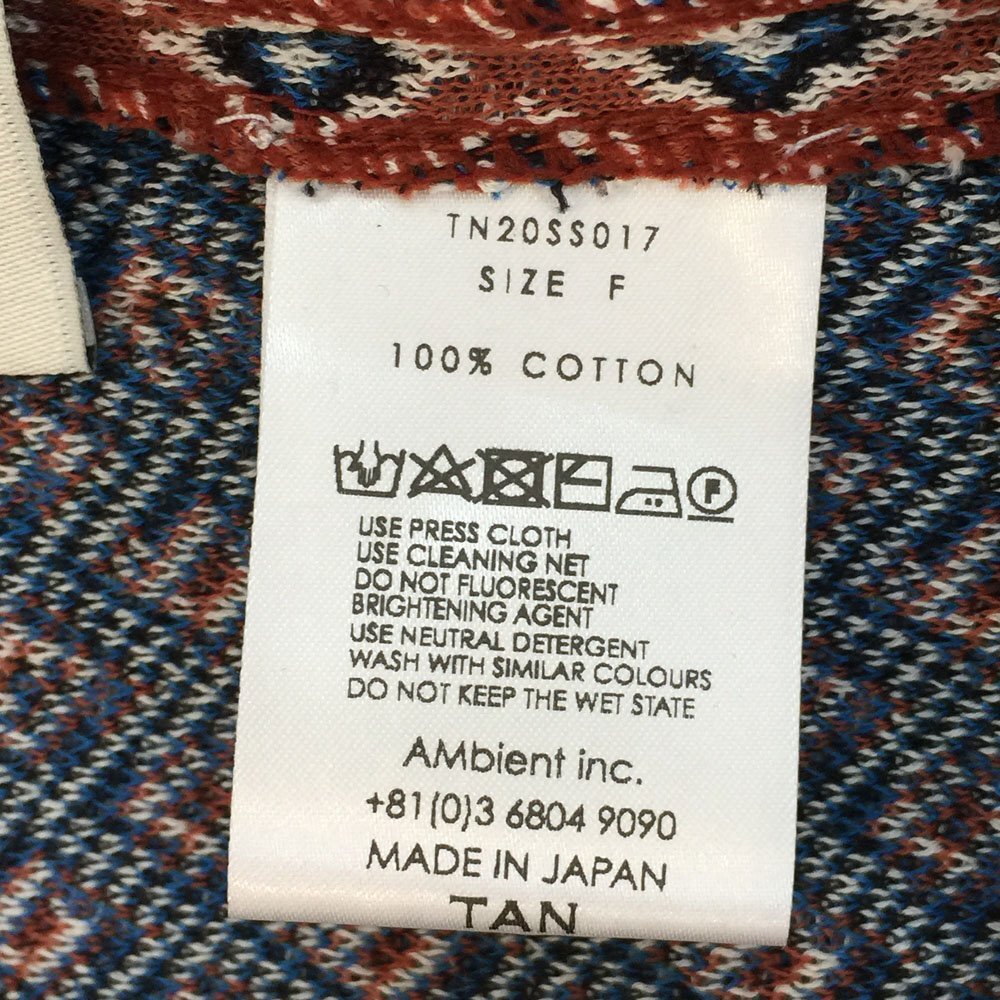 TN20SS017
SIZE F
100% COTTON
F
USE PRESS CLOTH
USE CLEANING NET
DO NOT FLUORESCENT
BRIGHTENING AGENT
USE NEUTRAL DETERGENT
WASH WITH SIMILAR COLOURS
DO NOT KEEP THE WET STATE
AMbient inc.
+81(0)3 6804 9090
MADE IN JAPAN
TAN